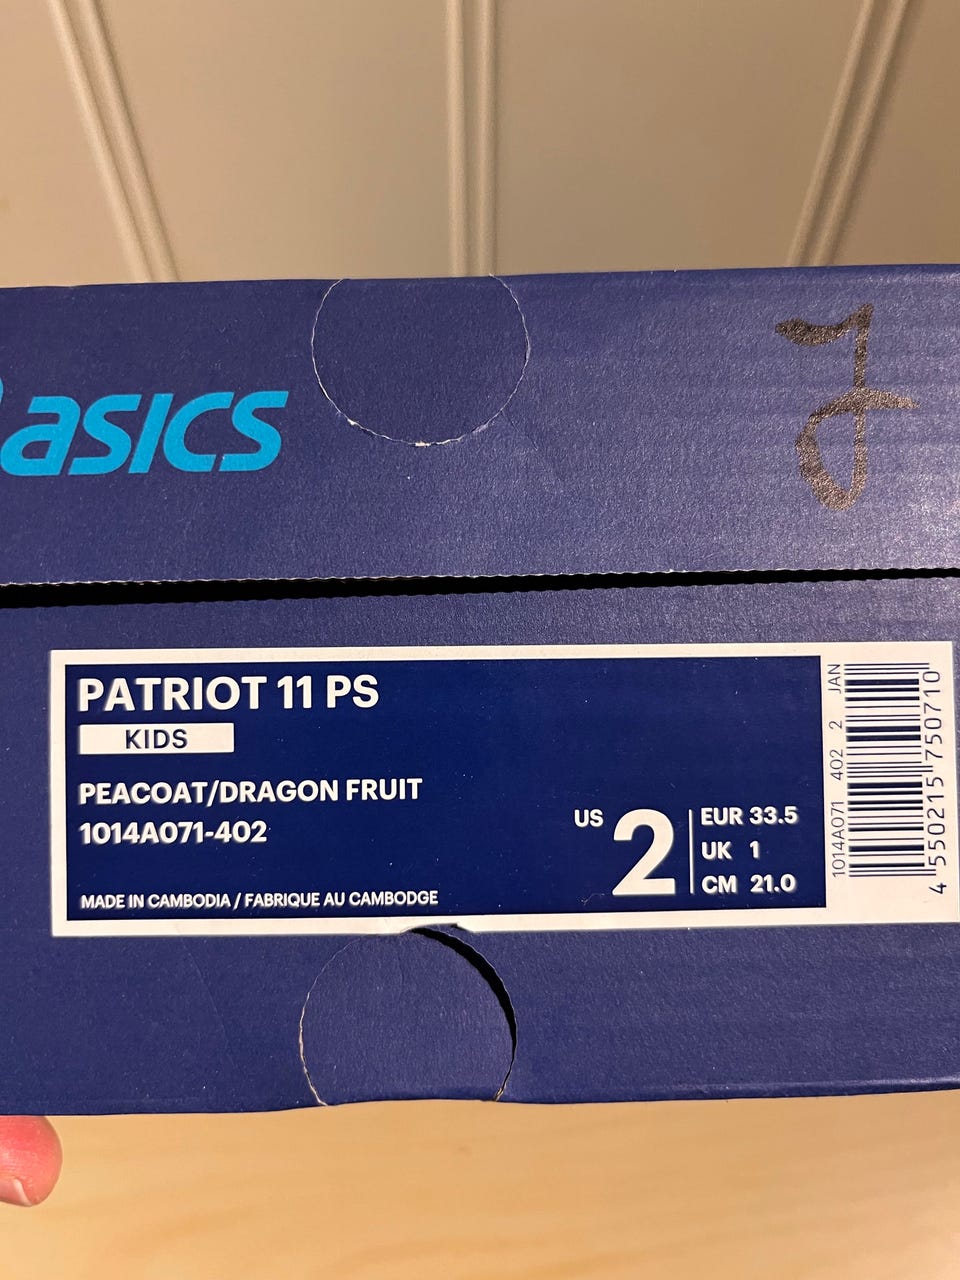 asics
PATRIOT 11 PS
KIDS
PEACOAT/DRAGON FRUIT
1014A071-402
MADE IN CAMBODIA / FABRIQUE AU CAMBODGE
US 2
EUR 33.5
UK 1
CM 21.0
1014A071 402 2 JAN
4 550215 750710